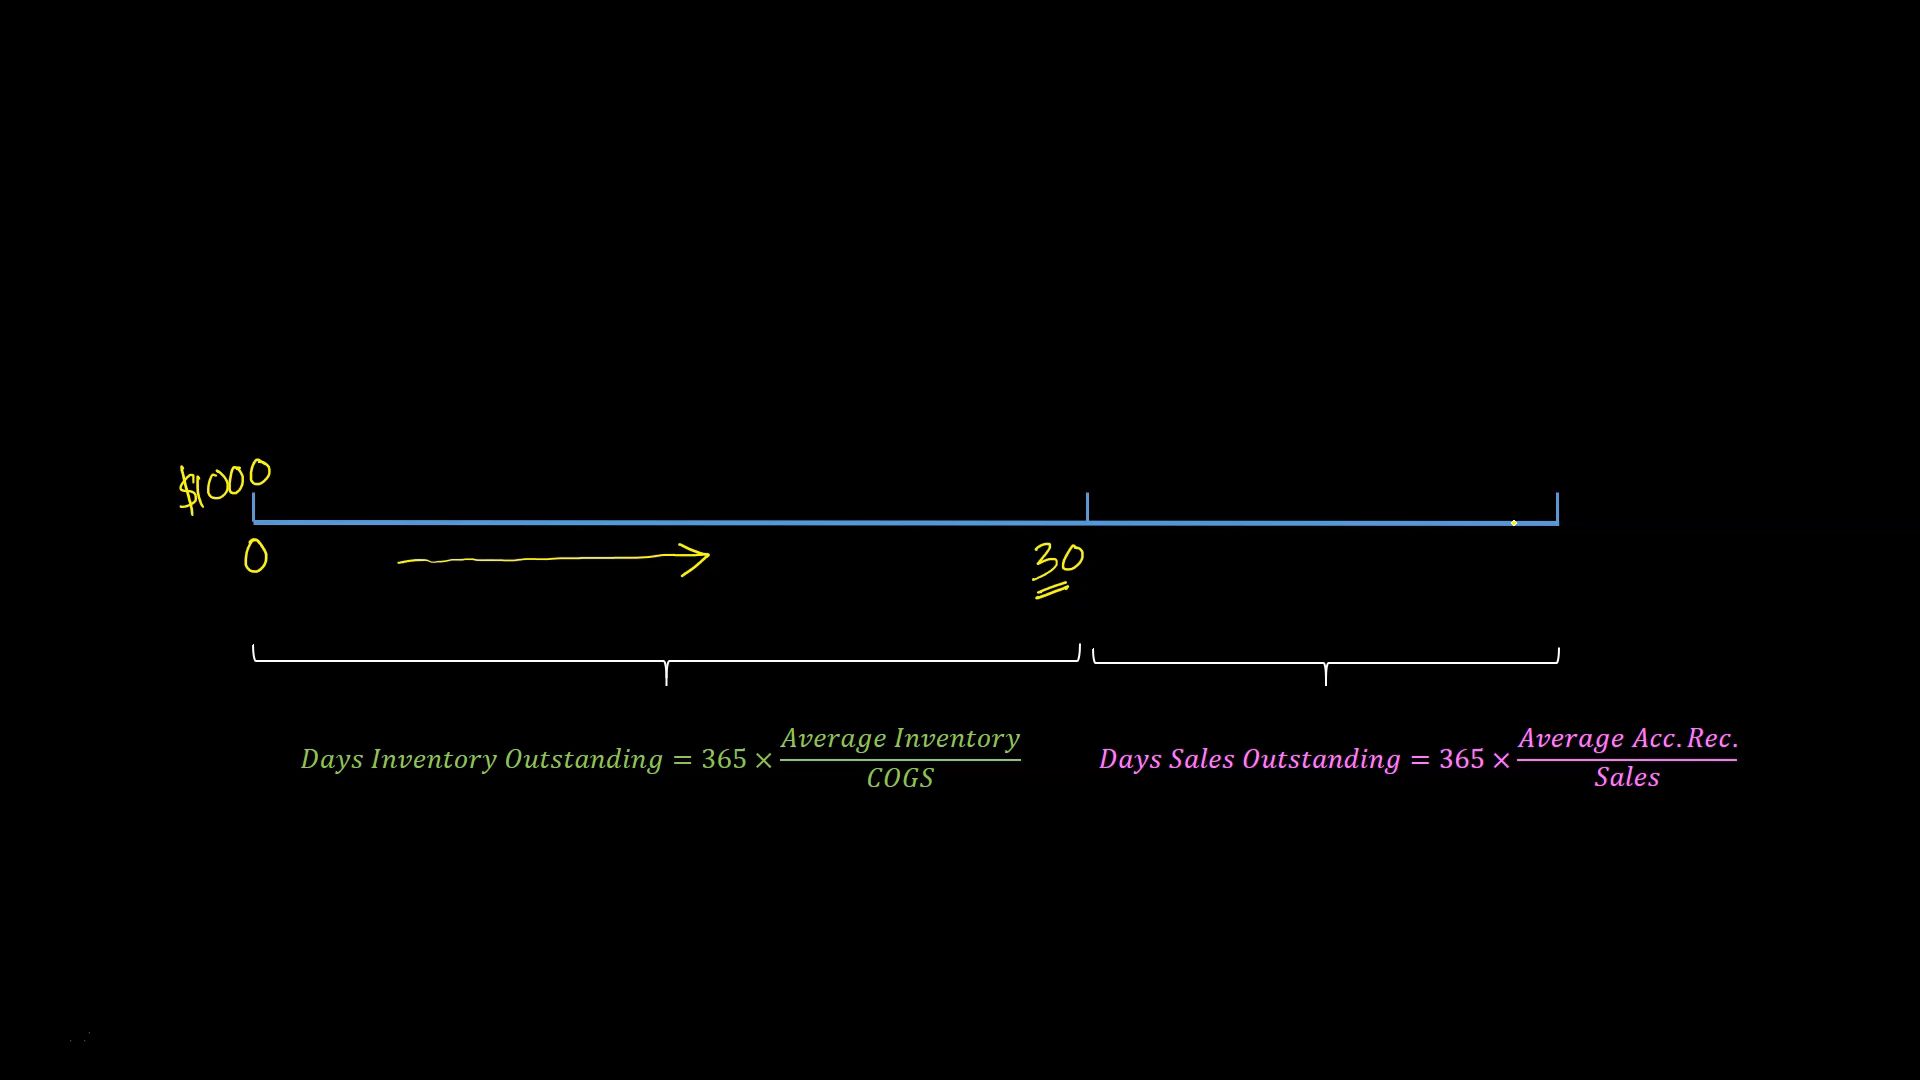 $1000
0
30
Days Inventory Outstanding = 365 × Average Inventory / COGS
Days Sales Outstanding = 365 × Average Acc. Rec. / Sales